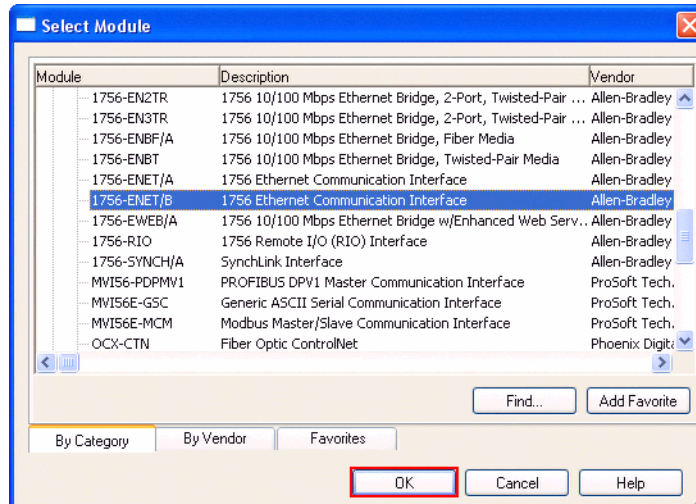 Select Module
Module Description Vendor
1756-EN2TR 1756 10/100 Mbps Ethernet Bridge, 2-Port, Twisted-Pair ... Allen-Bradley
1756-EN3TR 1756 10/100 Mbps Ethernet Bridge, 2-Port, Twisted-Pair ... Allen-Bradley
1756-ENBF/A 1756 10/100 Mbps Ethernet Bridge, Fiber Media Allen-Bradley
1756-ENBT 1756 10/100 Mbps Ethernet Bridge, Twisted-Pair Media Allen-Bradley
1756-ENET/A 1756 Ethernet Communication Interface Allen-Bradley
1756-ENET/B 1756 Ethernet Communication Interface Allen-Bradley
1756-EWEB/A 1756 10/100 Mbps Ethernet Bridge w/Enhanced Web Serv... Allen-Bradley
1756-RIO 1756 Remote I/O (RIO) Interface Allen-Bradley
1756-SYNCH/A SynchLink Interface Allen-Bradley
MVI56-PDPMV1 PROFIBUS DPV1 Master Communication Interface ProSoft Tech.
MVI56E-GSC Generic ASCII Serial Communication Interface ProSoft Tech.
MVI56E-MCM Modbus Master/Slave Communication Interface ProSoft Tech.
OCX-CTN Fiber Optic ControlNet Phoenix Digita
Find... Add Favorite
By Category By Vendor Favorites
OK Cancel Help